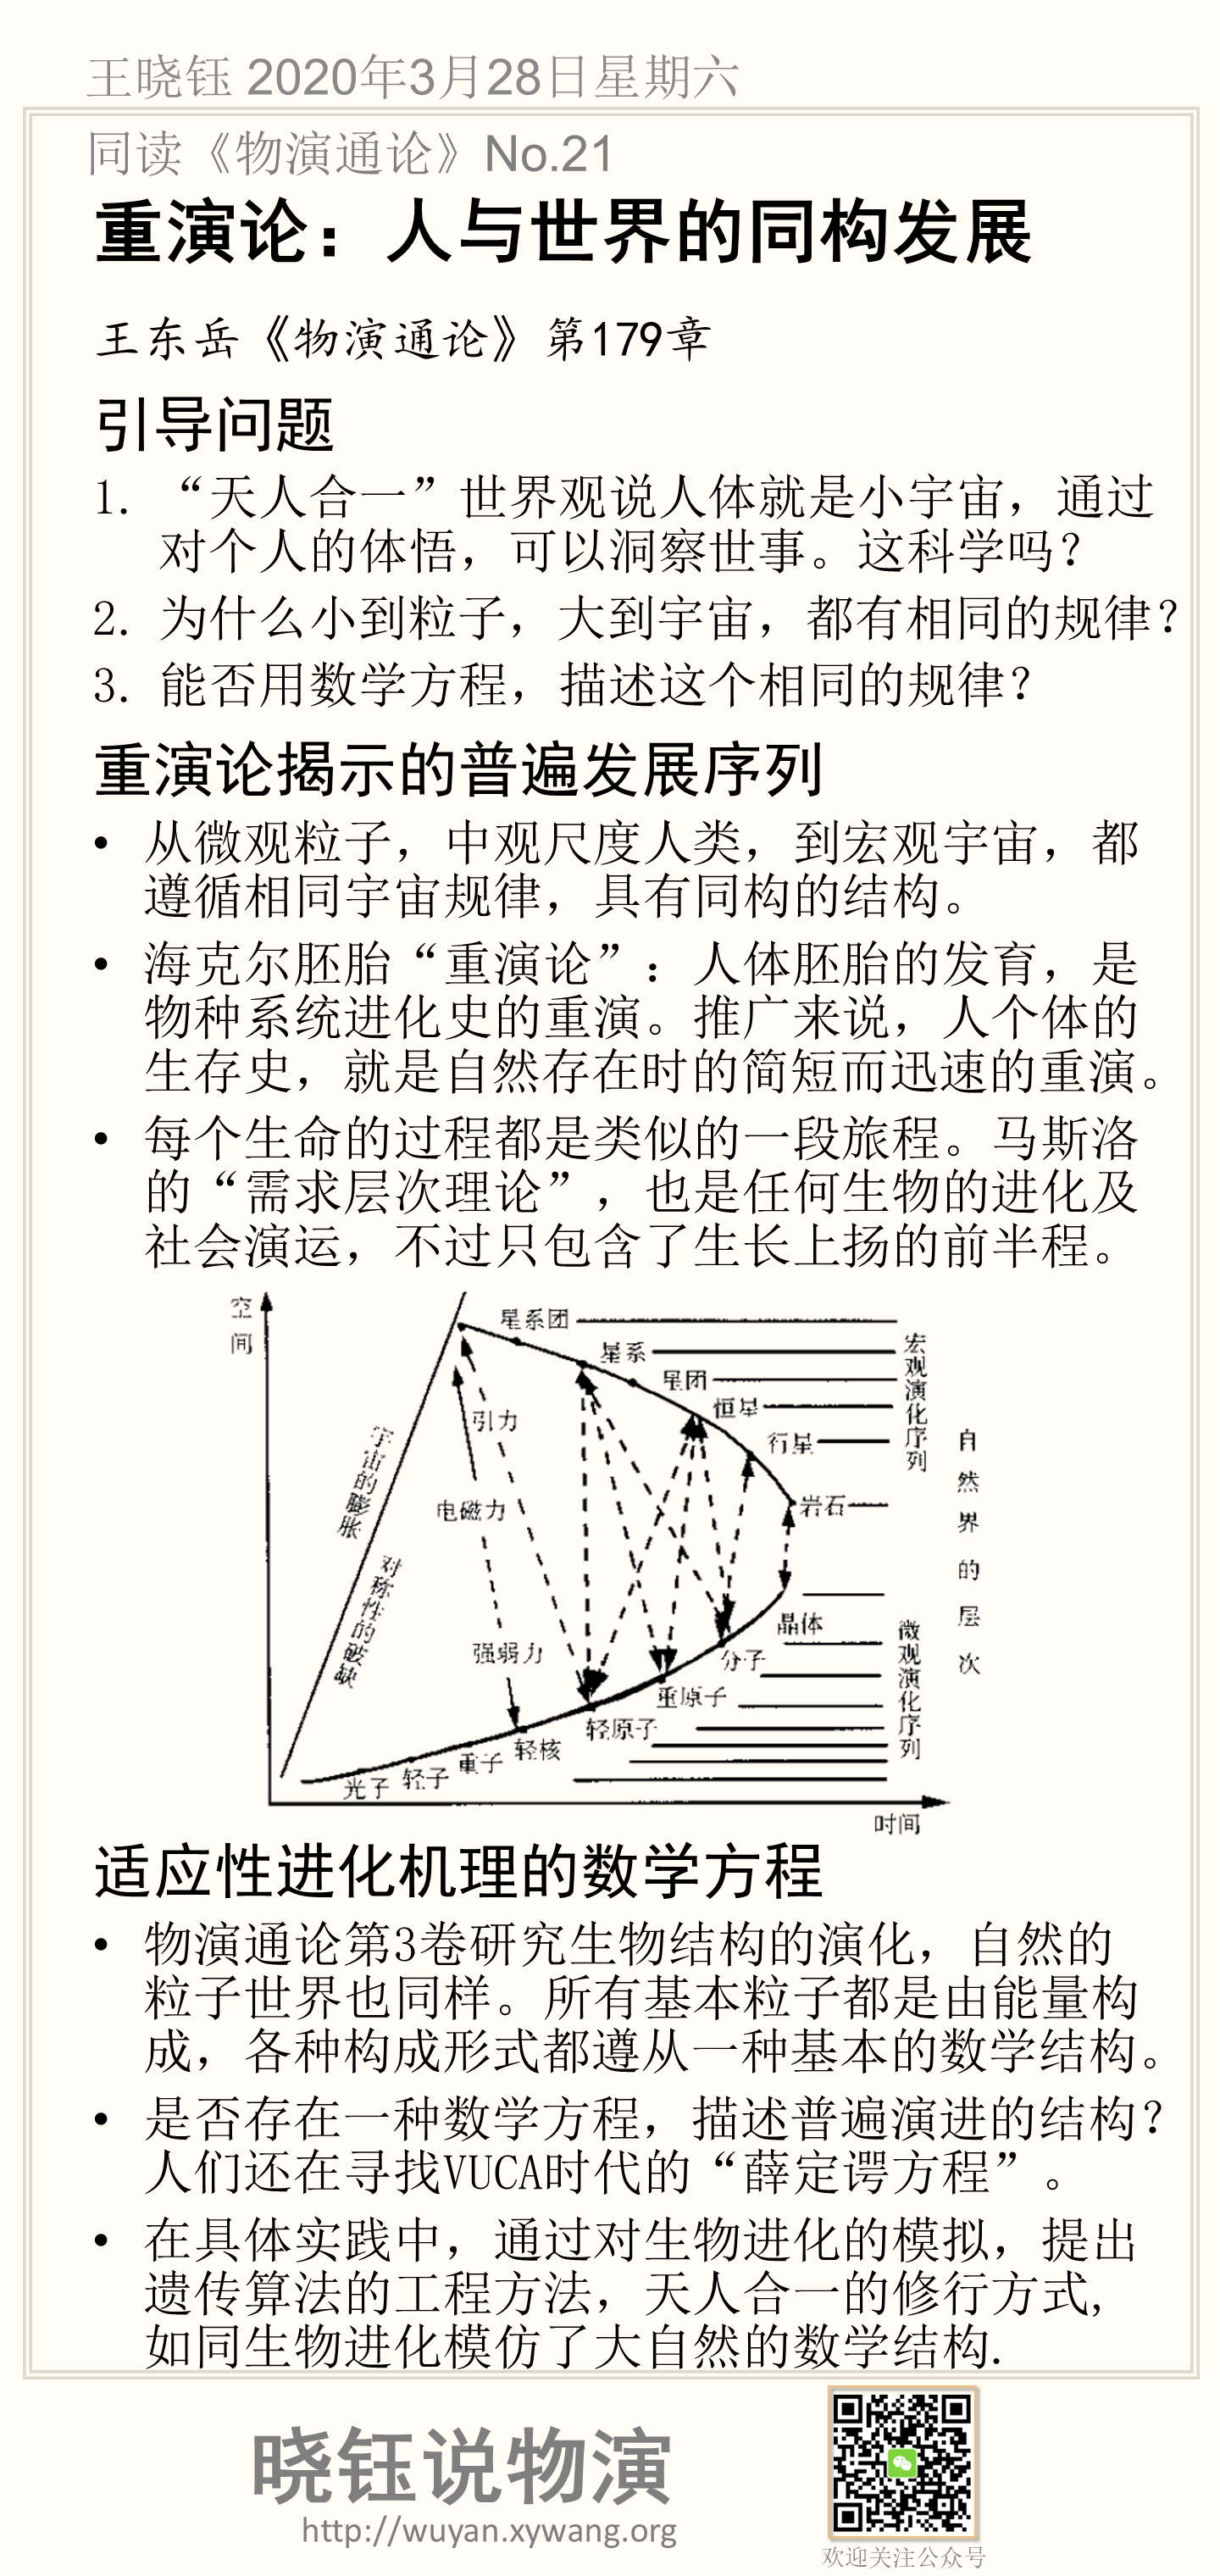 王晓钰 2020年3月28日星期六
同读《物演通论》No.21
重演论：人与世界的同构发展
王东岳《物演通论》第179章
引导问题
1. “天人合一”世界观说人体就是小宇宙，通过
对个人的体悟，可以洞察世事。这科学吗？
2. 为什么小到粒子，大到宇宙，都有相同的规律？
3. 能否用数学方程，描述这个相同的规律？
重演论揭示的普遍发展序列
• 从微观粒子，中观尺度人类，到宏观宇宙，都
遵循相同宇宙规律，具有同构的结构。
• 海克尔胚胎“重演论”：人体胚胎的发育，是
物种系统进化史的重演。推广来说，人个体的
生存史，就是自然存在时的简短而迅速的重演。
• 每个生命的过程都是类似的一段旅程。马斯洛
的“需求层次理论”，也是任何生物的进化及
社会演运，不过只包含了生长上扬的前半程。
空间
星系团
星系
星团
恒星
行星
岩石
宏观演化序列
自然界的层次
引力
电磁力
强弱力
宇宙的膨胀
对称性的破缺
晶体
分子
重原子
轻原子
轻核
重子
轻子
光子
微观演化序列
时间
适应性进化机理的数学方程
• 物演通论第3卷研究生物结构的演化，自然的
粒子世界也同样。所有基本粒子都是由能量构
成，各种构成形式都遵从一种基本的数学结构。
• 是否存在一种数学方程，描述普遍演进的结构？
人们还在寻找VUCA时代的“薛定谔方程”。
• 在具体实践中，通过对生物进化的模拟，提出
遗传算法的工程方法，天人合一的修行方式，
如同生物进化模仿了大自然的数学结构.
晓钰说物演
http://wuyan.xywang.org
欢迎关注公众号